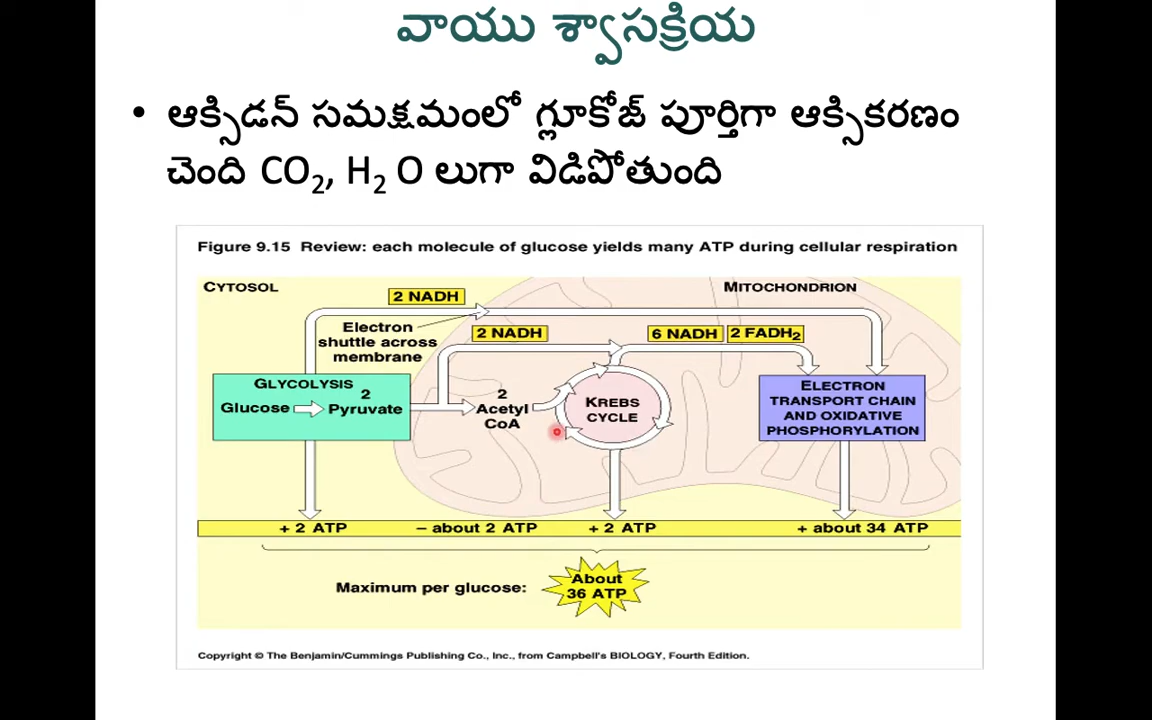 వాయు శ్వాసక్రియ
• ఆక్సిడన్ సమక్షమంలో గ్లూకోజ్ పూర్తిగా ఆక్సికరణం
చెంది CO₂, H₂ O లుగా విడిపోతుంది
Figure 9.15 Review: each molecule of glucose yields many ATP during cellular respiration
CYTOSOL
MITOCHONDRION
2 NADH
Electron
shuttle across
membrane
2 NADH
6 NADH
2 FADH₂
GLYCOLYSIS
Glucose
2
Pyruvate
2
Acetyl
CoA
KREBS
CYCLE
ELECTRON
TRANSPORT CHAIN
AND OXIDATIVE
PHOSPHORYLATION
+ 2 ATP
– about 2 ATP
+ 2 ATP
+ about 34 ATP
Maximum per glucose:
About
36 ATP
Copyright © The Benjamin/Cummings Publishing Co., Inc., from Campbell's BIOLOGY, Fourth Edition.